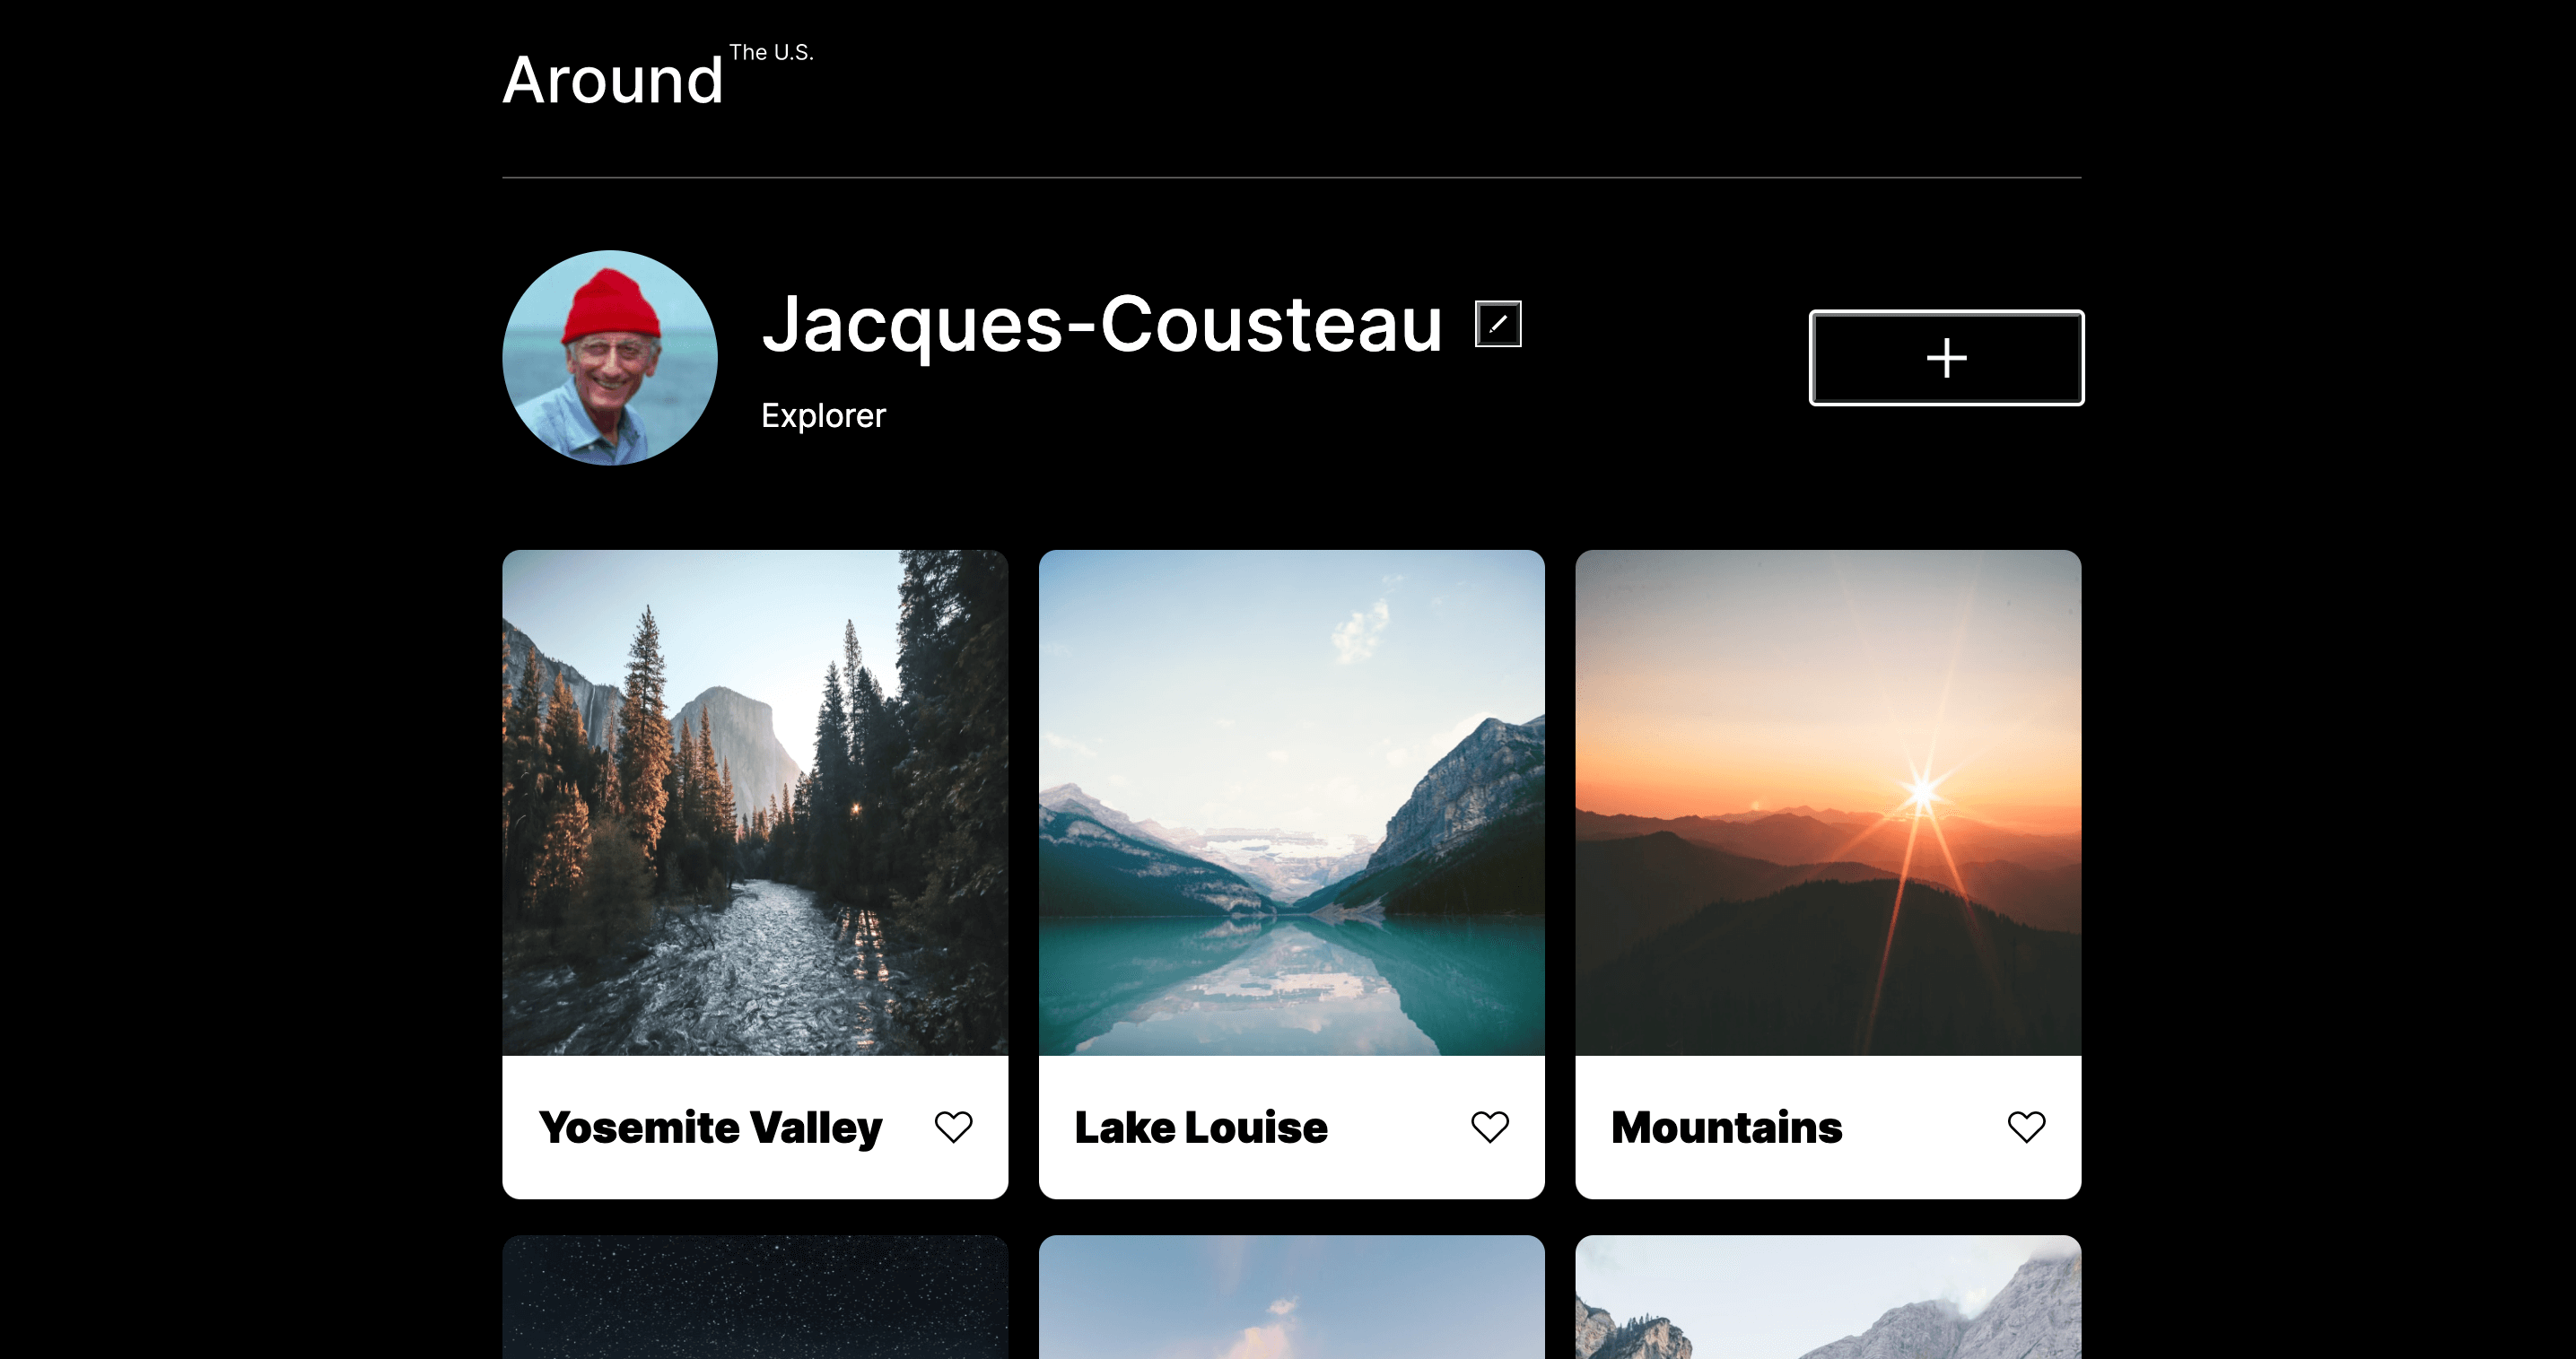 Around The U.S.
Jacques-Cousteau
Explorer
Yosemite Valley
Lake Louise
Mountains